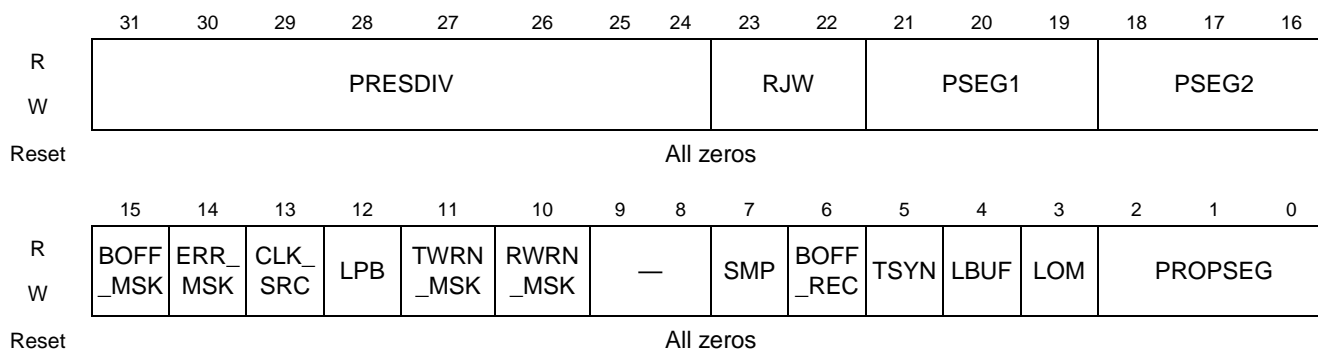 31 30 29 28 27 26 25 24 23 22 21 20 19 18 17 16
R
PRESDIV RJW PSEG1 PSEG2
W
Reset All zeros
15 14 13 12 11 10 9 8 7 6 5 4 3 2 1 0
R BOFF ERR_ CLK_ LPB TWRN RWRN — SMP BOFF TSYN LBUF LOM PROPSEG
W _MSK MSK SRC _MSK _MSK _REC
Reset All zeros